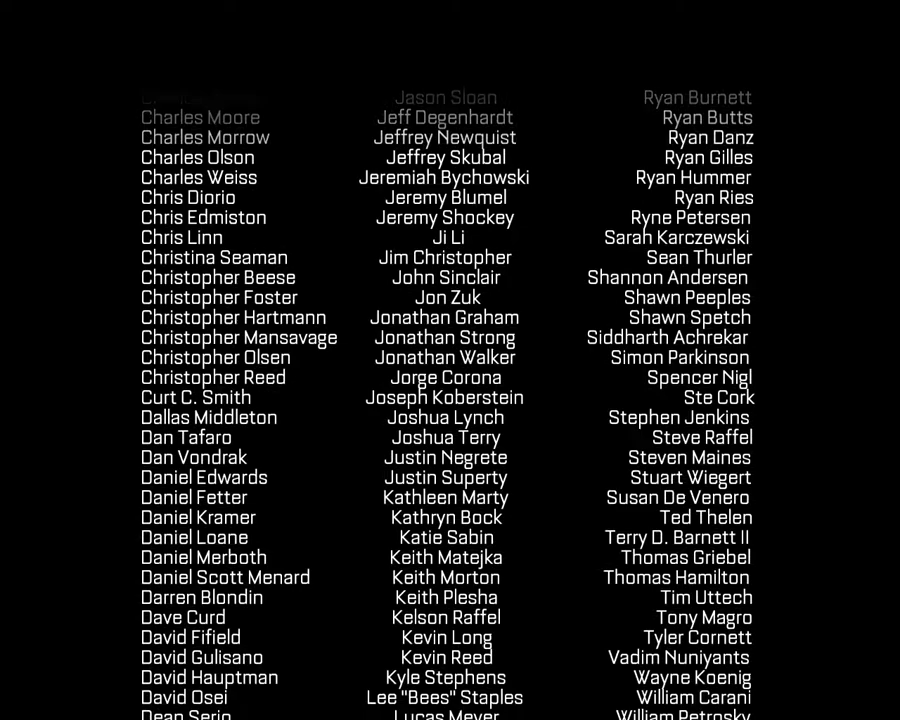 Jason Sloan
Ryan Burnett
Charles Moore
Jeff Degenhardt
Ryan Butts
Charles Morrow
Jeffrey Newquist
Ryan Danz
Charles Olson
Jeffrey Skubal
Ryan Gilles
Charles Weiss
Jeremiah Bychowski
Ryan Hummer
Chris Diorio
Jeremy Blumel
Ryan Ries
Chris Edmiston
Jeremy Shockey
Ryne Petersen
Chris Linn
Ji Li
Sarah Karczewski
Christina Seaman
Jim Christopher
Sean Thurler
Christopher Beese
John Sinclair
Shannon Andersen
Christopher Foster
Jon Zuk
Shawn Peeples
Christopher Hartmann
Jonathan Graham
Shawn Spetch
Christopher Mansavage
Jonathan Strong
Siddharth Achrekar
Christopher Olsen
Jonathan Walker
Simon Parkinson
Christopher Reed
Jorge Corona
Spencer Nigl
Curt C. Smith
Joseph Koberstein
Ste Cork
Dallas Middleton
Joshua Lynch
Stephen Jenkins
Dan Tafaro
Joshua Terry
Steve Raffel
Dan Vondrak
Justin Negrete
Steven Maines
Daniel Edwards
Justin Superty
Stuart Wiegert
Daniel Fetter
Kathleen Marty
Susan De Venero
Daniel Kramer
Kathryn Bock
Ted Thelen
Daniel Loane
Katie Sabin
Terry D. Barnett II
Daniel Merboth
Keith Matejka
Thomas Griebel
Daniel Scott Menard
Keith Morton
Thomas Hamilton
Darren Blondin
Keith Plesha
Tim Uttech
Dave Curd
Kelson Raffel
Tony Magro
David Fifield
Kevin Long
Tyler Cornett
David Gulisano
Kevin Reed
Vadim Nuniyants
David Hauptman
Kyle Stephens
Wayne Koenig
David Osei
Lee "Bees" Staples
William Carani
Dean Serio
Lucas Meyer
William Petrosky